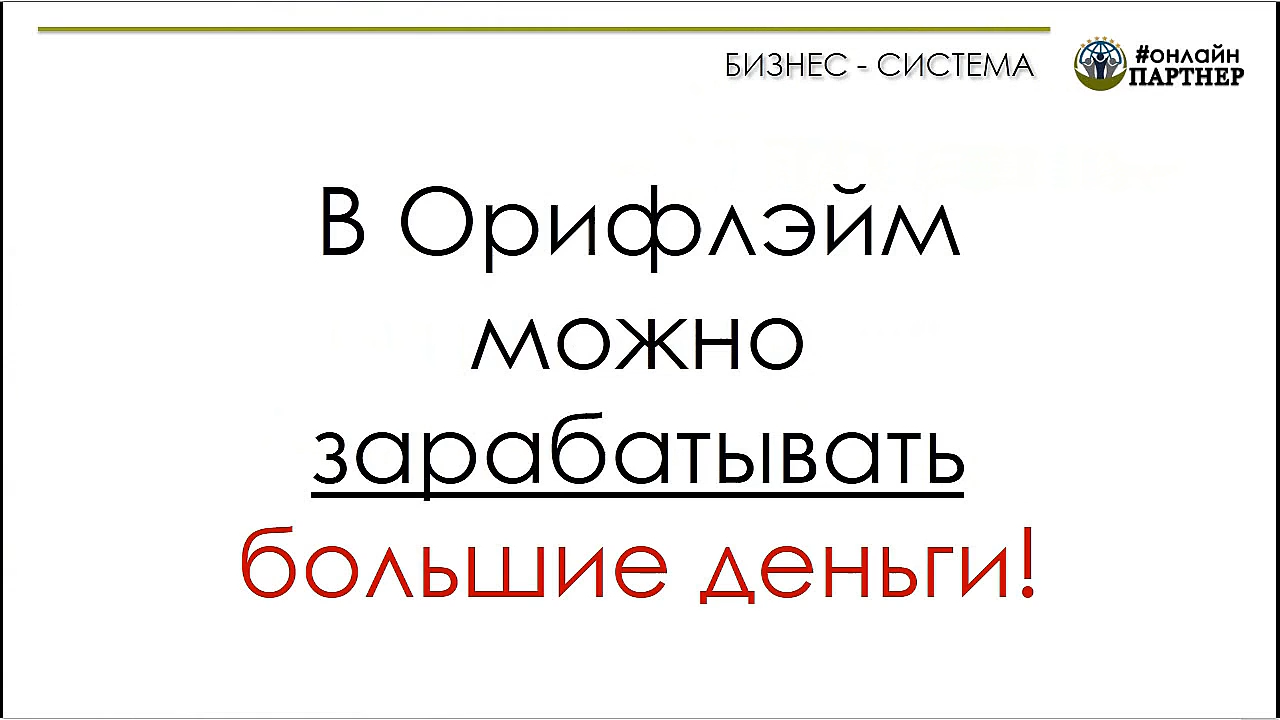 БИЗНЕС - СИСТЕМА
#ОНЛАЙН
ПАРТНЕР
В Орифлэйм
можно
зарабатывать
большие деньги!